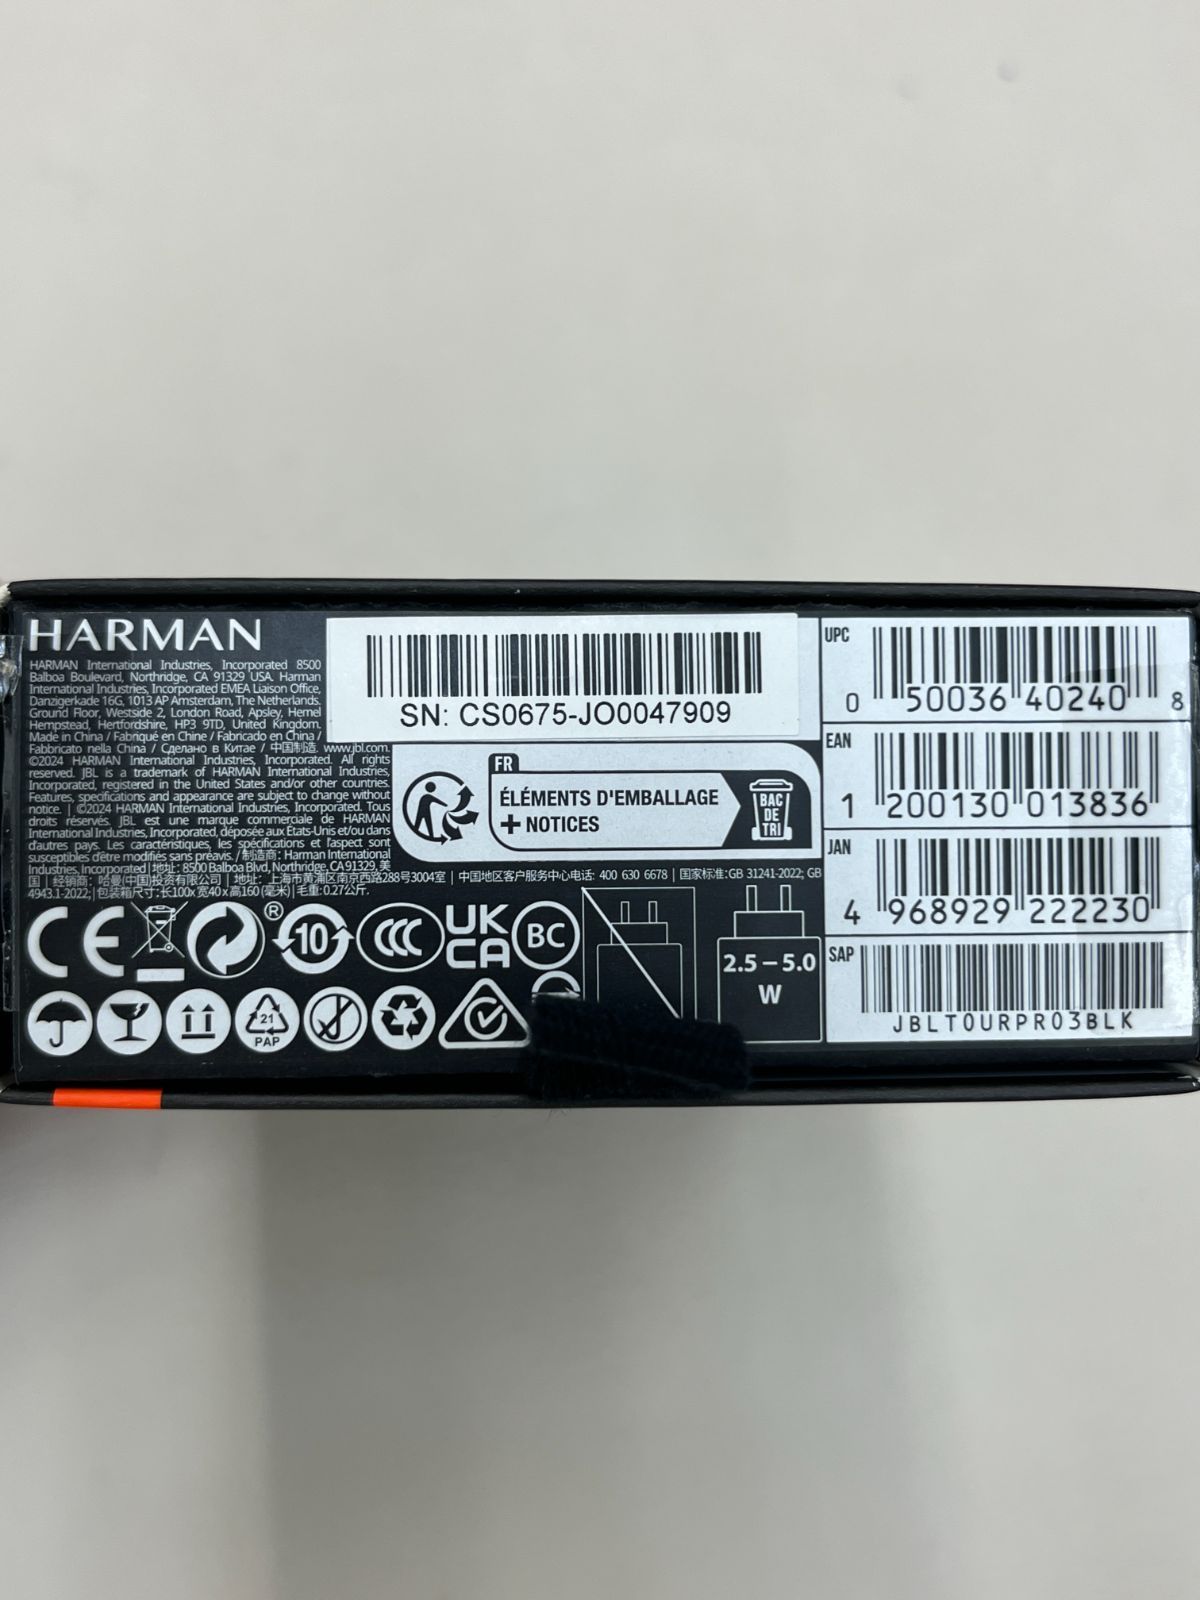 HARMAN
HARMAN International Industries, Incorporated 8500
Balboa Boulevard, Northridge, CA 91329 USA. Harman
International Industries, Incorporated EMEA Liaison Office,
Danzigerkade 16G, 1013 AP Amsterdam, The Netherlands.
Ground Floor, Westside 2, London Road, Apsley, Hemel
Hempstead, Hertfordshire, HP3 9TD, United Kingdom.
Made in China / Fabriqué en Chine / Fabricado en China /
Fabbricato nella China / Сделано в Китае / 中国制造. www.jbl.com.
©2024 HARMAN International Industries, Incorporated. All rights
reserved. JBL is a trademark of HARMAN International Industries,
Incorporated, registered in the United States and/or other countries.
Features, specifications and appearance are subject to change without
notice. | ©2024 HARMAN International Industries, Incorporated. Tous
droits réservés. JBL est une marque commerciale de HARMAN
International Industries, Incorporated, déposée aux États-Unis et/ou dans
d'autres pays. Les caractéristiques, les spécifications et l'aspect sont
susceptibles d'être modifiés sans préavis. / 制造商: Harman International
Industries, Incorporated | 地址: 8500 Balboa Blvd, Northridge, CA 91329, 美
国 | 经销商: 哈曼(中国)投资有限公司 | 地址: 上海市黄浦区南京西路288号3004室 | 中国地区客户服务中心电话: 400 630 6678 | 国家标准:GB 31241-2022; GB
4943.1-2022; | 包装箱尺寸: 长100x 宽40 x 高160 (毫米) | 毛重: 0.27公斤.
SN: CS0675-JO0047909
FR
ÉLÉMENTS D'EMBALLAGE
+ NOTICES
BAC
DE
TRI
UPC
0 50036 40240 8
EAN
1 200130 013836
JAN
4 968929 222230
SAP
JBLTOURPRO3BLK
CE
®
10
CCC
UK
CA
BC
2.5 – 5.0
W
21
PAP